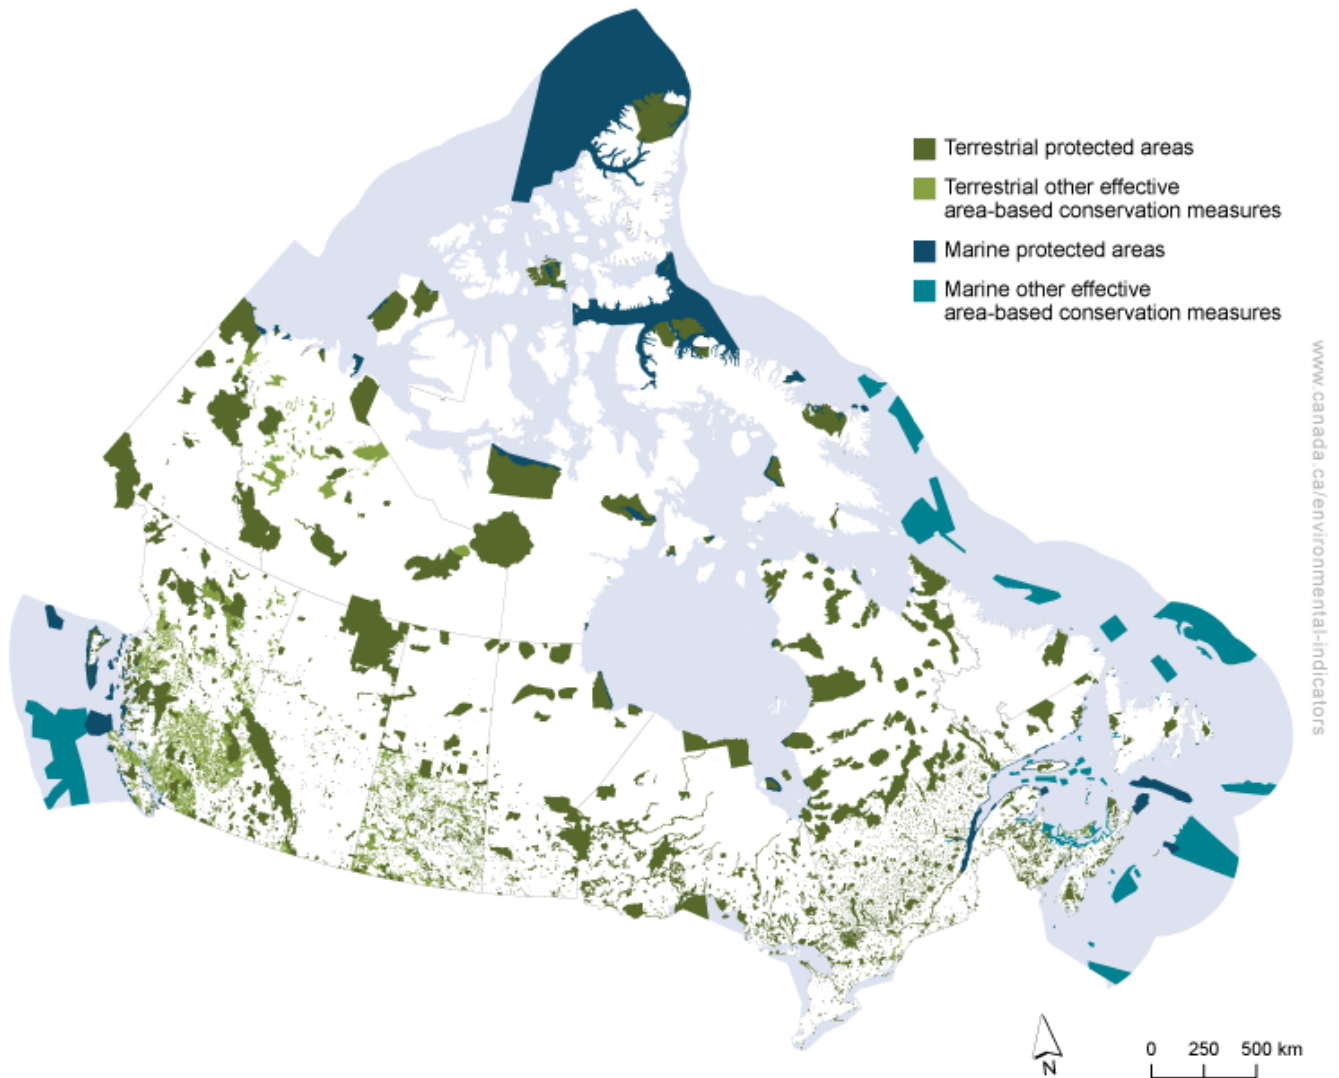 Terrestrial protected areas
Terrestrial other effective
area-based conservation measures
Marine protected areas
Marine other effective
area-based conservation measures
www.canada.ca/environmental-indicators
N
0 250 500 km